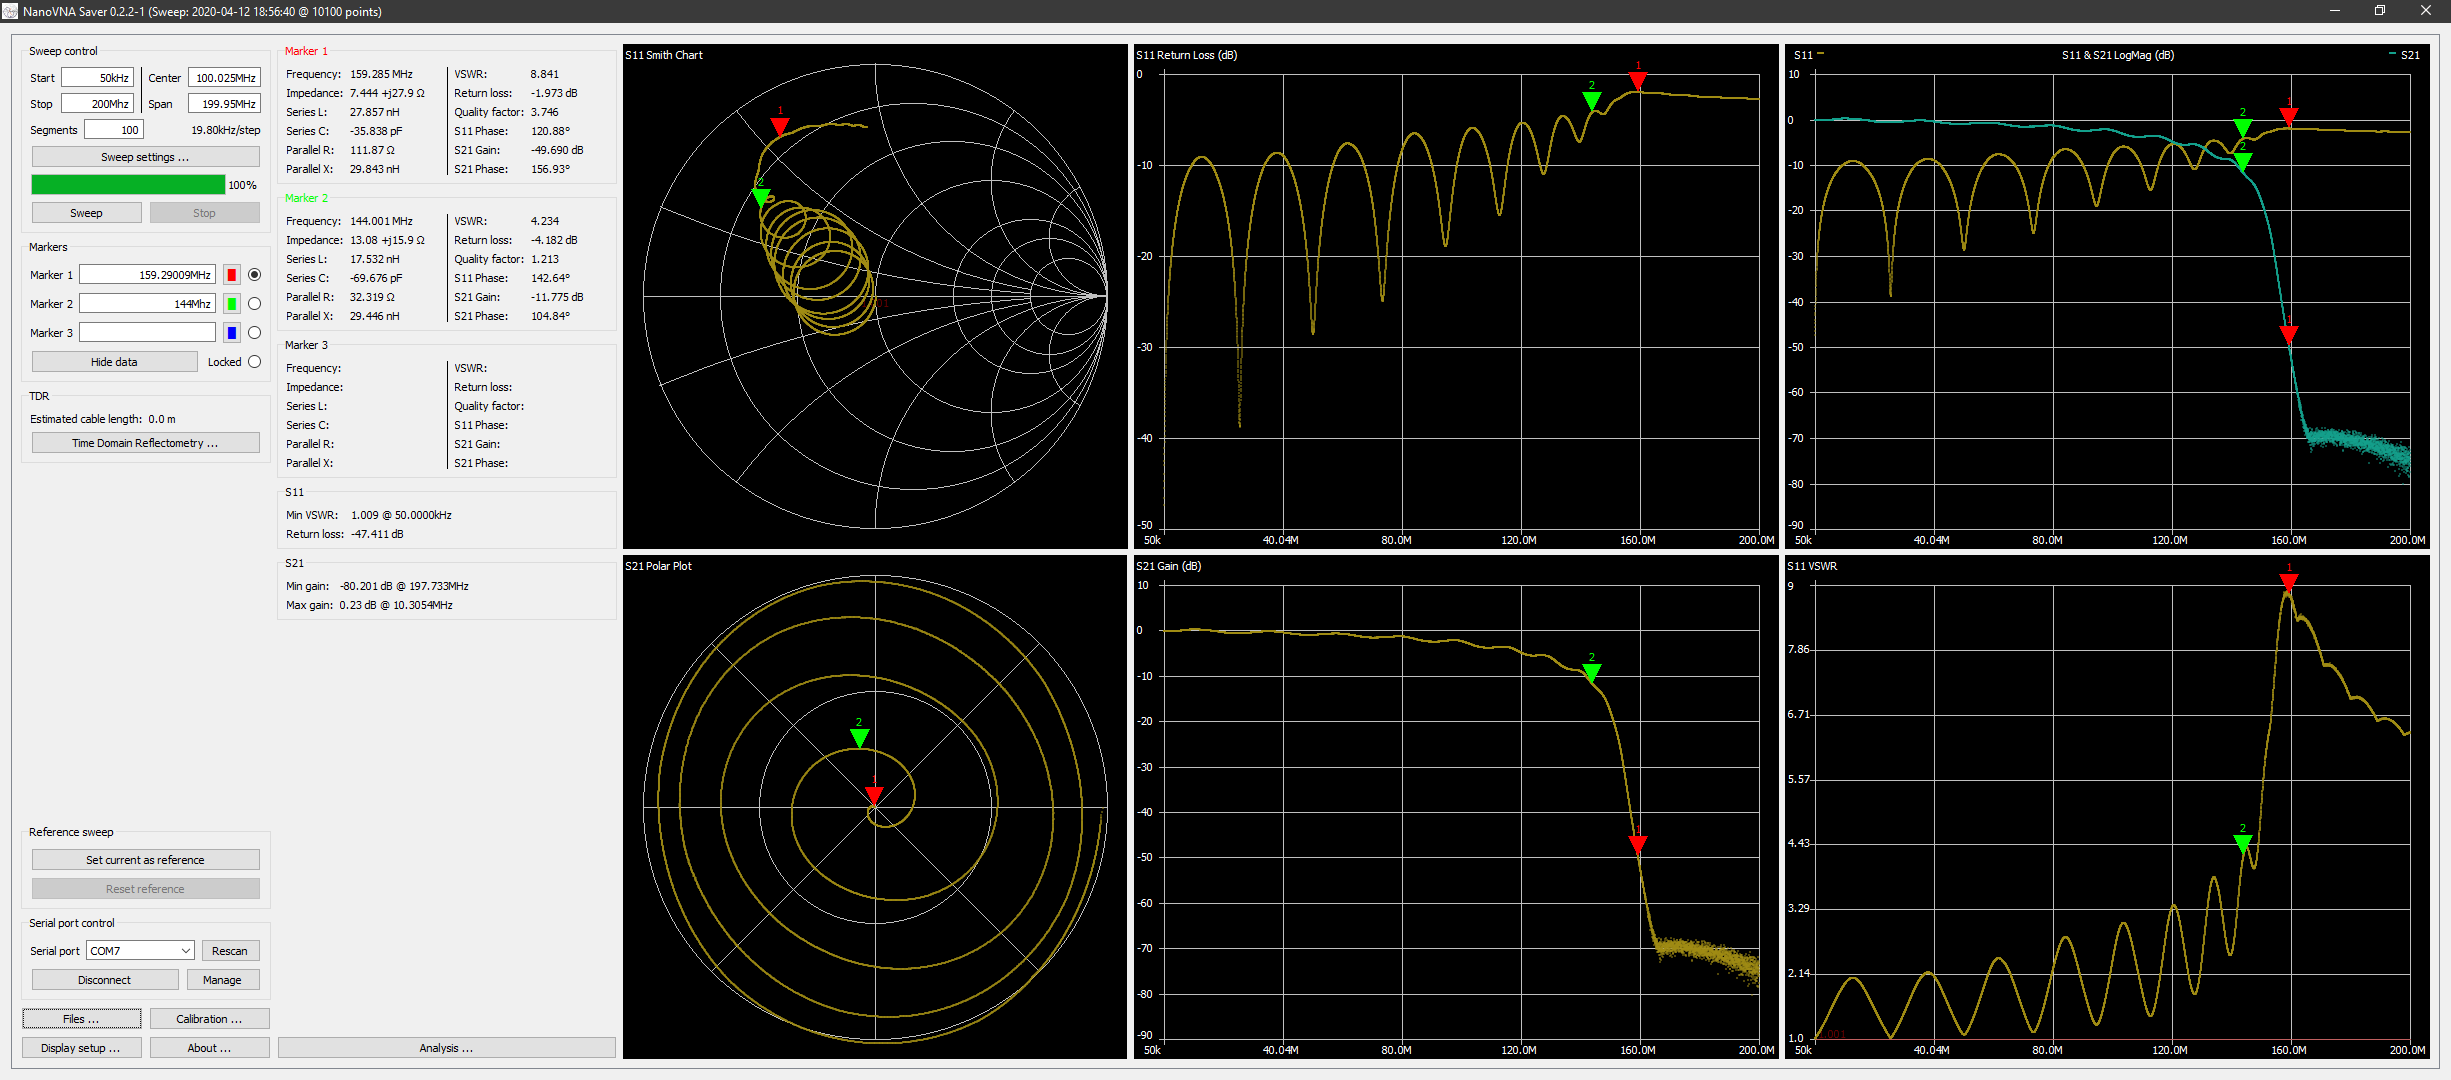 NanoVNA Saver 0.2.2-1 (Sweep: 2020-04-12 18:56:40 @ 10100 points)
Sweep control
Start 50kHz Center 100.025MHz
Stop 200Mhz Span 199.95MHz
Segments 100 19.80kHz/step
Sweep settings ...
100%
Sweep Stop
Markers
Marker 1 159.29009MHz
Marker 2 144Mhz
Marker 3
Hide data Locked
TDR
Estimated cable length: 0.0 m
Time Domain Reflectometry ...
Reference sweep
Set current as reference
Reset reference
Serial port control
Serial port COM7 Rescan
Disconnect Manage
Files ... Calibration ...
Display setup ... About ...
Marker 1
Frequency: 159.285 MHz VSWR: 8.841
Impedance: 7.444 +j27.9 Ω Return loss: -1.973 dB
Series L: 27.857 nH Quality factor: 3.746
Series C: -35.838 pF S11 Phase: 120.88°
Parallel R: 111.87 Ω S21 Gain: -49.690 dB
Parallel X: 29.843 nH S21 Phase: 156.93°
Marker 2
Frequency: 144.001 MHz VSWR: 4.234
Impedance: 13.08 +j15.9 Ω Return loss: -4.182 dB
Series L: 17.532 nH Quality factor: 1.213
Series C: -69.676 pF S11 Phase: 142.64°
Parallel R: 32.319 Ω S21 Gain: -11.775 dB
Parallel X: 29.446 nH S21 Phase: 104.84°
Marker 3
Frequency: VSWR:
Impedance: Return loss:
Series L: Quality factor:
Series C: S11 Phase:
Parallel R: S21 Gain:
Parallel X: S21 Phase:
S11
Min VSWR: 1.009 @ 50.0000kHz
Return loss: -47.411 dB
S21
Min gain: -80.201 dB @ 197.733MHz
Max gain: 0.23 dB @ 10.3054MHz
Analysis ...
S11 Smith Chart
1
2
S11 Return Loss (dB)
0
-10
-20
-30
-40
-50
50k 40.04M 80.0M 120.0M 160.0M 200.0M
1
2
S11 S11 & S21 LogMag (dB) S21
10
0
-10
-20
-30
-40
-50
-60
-70
-80
-90
50k 40.04M 80.0M 120.0M 160.0M 200.0M
1
2
2
1
S21 Polar Plot
2
1
S21 Gain (dB)
10
0
-10
-20
-30
-40
-50
-60
-70
-80
-90
50k 40.04M 80.0M 120.0M 160.0M 200.0M
2
1
S11 VSWR
9
7.86
6.71
5.57
4.43
3.29
2.14
1.0
50k 40.04M 80.0M 120.0M 160.0M 200.0M
1
2